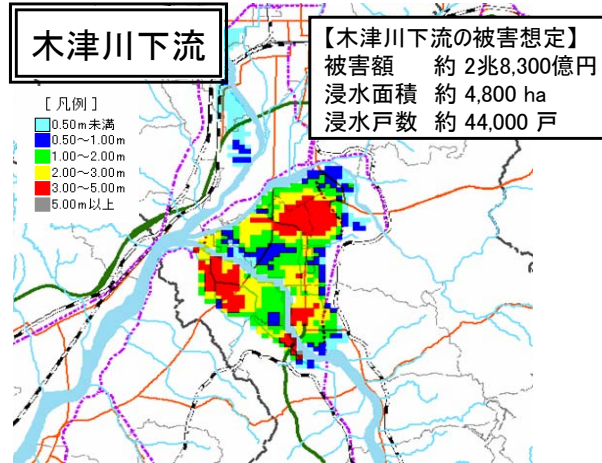 木津川下流
【木津川下流の被害想定】
被害額 約 2兆8,300億円
浸水面積 約 4,800 ha
浸水戸数 約 44,000 戸
[ 凡例 ]
0.50m未満
0.50～1.00m
1.00～2.00m
2.00～3.00m
3.00～5.00m
5.00m以上